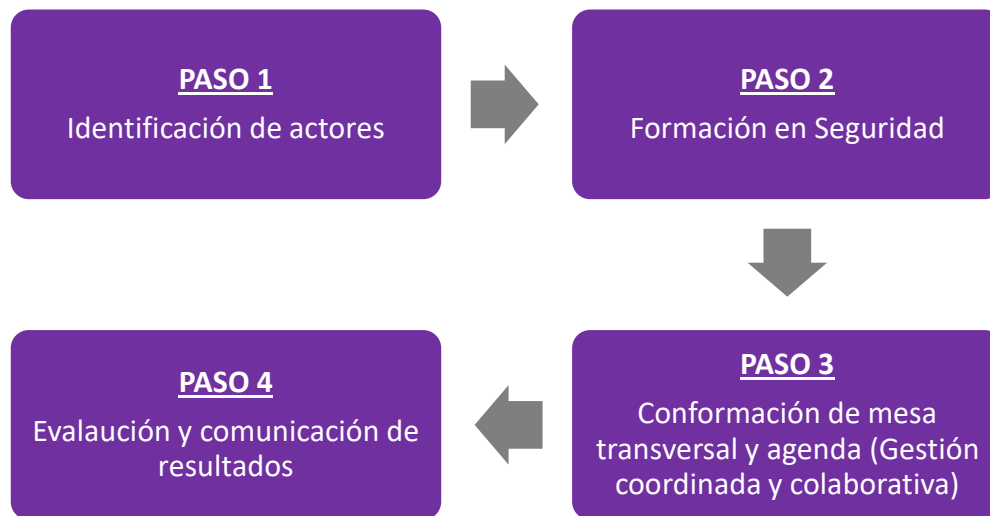 PASO 1
Identificación de actores
PASO 2
Formación en Seguridad
PASO 3
Conformación de mesa
transversal y agenda (Gestión
coordinada y colaborativa)
PASO 4
Evalaución y comunicación de
resultados